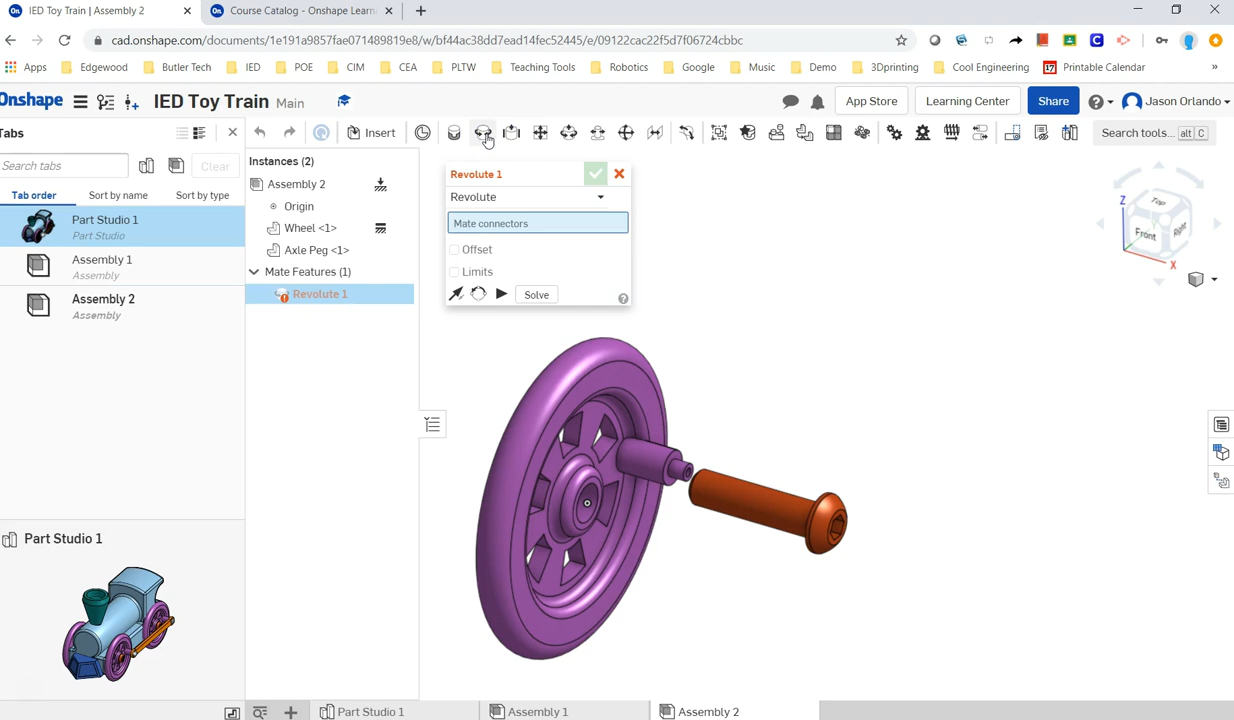 IED Toy Train | Assembly 2
Course Catalog - Onshape Learn
cad.onshape.com/documents/1e191a9857fae071489819e8/w/bf44ac38dd7ead14fec52445/e/09122cac22f5d7f06724cbbc
Apps Edgewood Butler Tech IED POE CIM CEA PLTW Teaching Tools Robotics Google Music Demo 3Dprinting Cool Engineering 17 Printable Calendar »
Onshape IED Toy Train Main App Store Learning Center Share Jason Orlando
Tabs
Insert
Search tools... alt C
Search tabs Clear
Tab order Sort by name Sort by type
Part Studio 1
Part Studio
Assembly 1
Assembly
Assembly 2
Assembly
Part Studio 1
Instances (2)
Assembly 2
Origin
Wheel <1>
Axle Peg <1>
Mate Features (1)
Revolute 1
Revolute 1
Revolute
Mate connectors
Offset
Limits
Solve
Z
Top
Front
Right
X
Part Studio 1
Assembly 1
Assembly 2